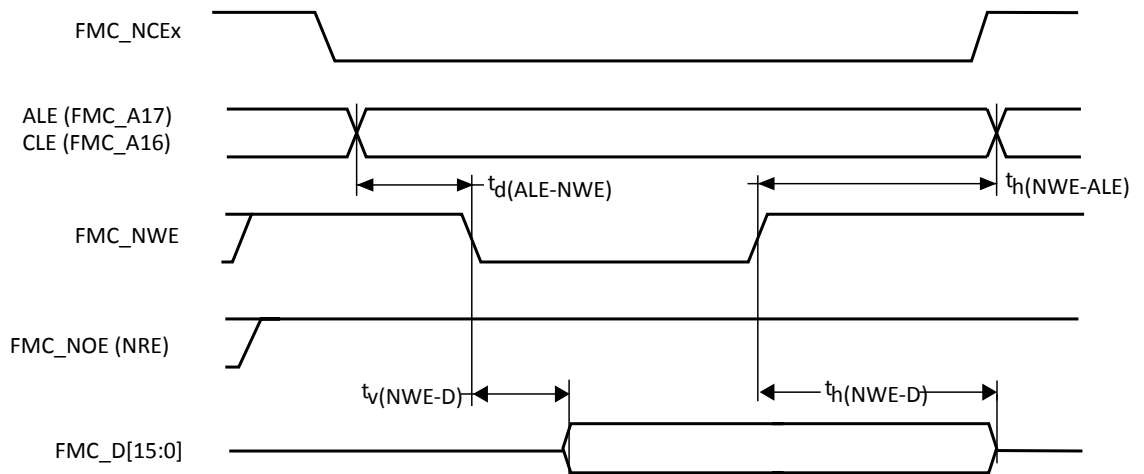 FMC_NCEx
ALE (FMC_A17)
CLE (FMC_A16)
td(ALE-NWE)
th(NWE-ALE)
FMC_NWE
FMC_NOE (NRE)
tv(NWE-D)
th(NWE-D)
FMC_D[15:0]